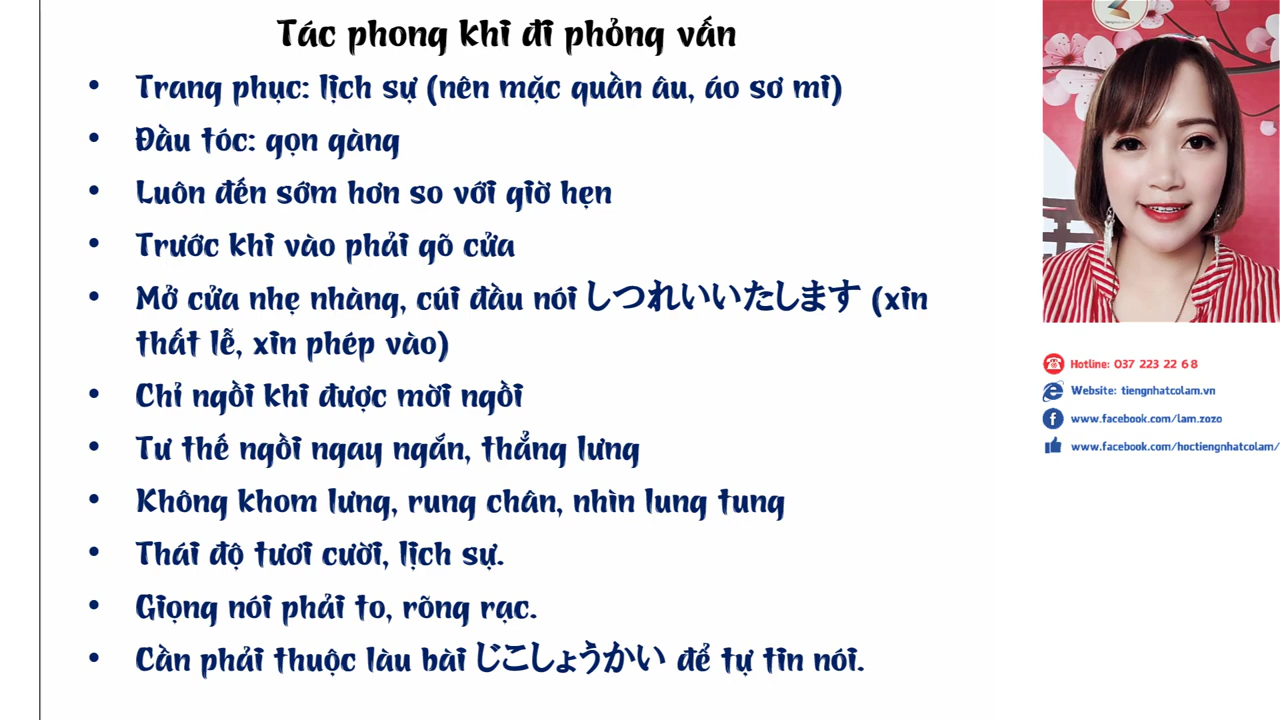 Tác phong khi đi phỏng vấn
• Trang phục: lịch sự (nên mặc quần âu, áo sơ mi)
• Đầu tóc: gọn gàng
• Luôn đến sớm hơn so với giờ hẹn
• Trước khi vào phải gõ cửa
• Mở cửa nhẹ nhàng, cúi đầu nói しつれいいたします (xin
thất lễ, xin phép vào)
• Chỉ ngồi khi được mời ngồi
• Tư thế ngồi ngay ngắn, thẳng lưng
• Không khom lưng, rung chân, nhìn lung tung
• Thái độ tươi cười, lịch sự.
• Giọng nói phải to, rõng rạc.
• Cần phải thuộc làu bài じこしょうかい để tự tin nói.
Hotline: 037 223 22 68
Website: tiengnhatcolam.vn
www.facebook.com/lam.zozo
www.facebook.com/hoctiengnhatcolam/